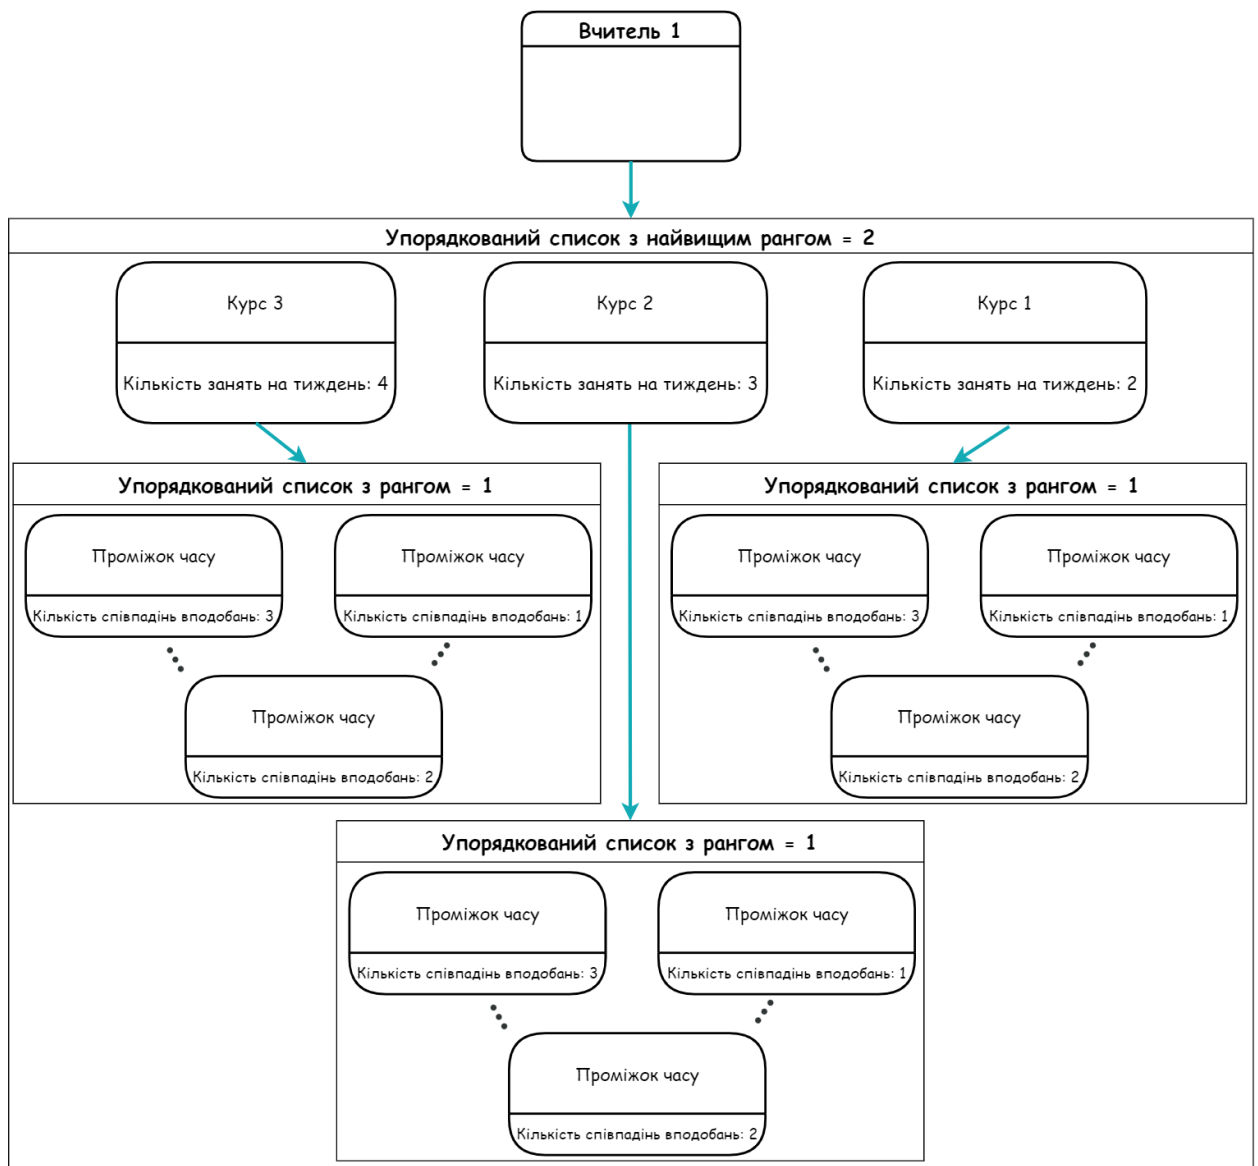 Вчитель 1
Упорядкований список з найвищим рангом = 2
Курс 3
Кількість занять на тиждень: 4
Курс 2
Кількість занять на тиждень: 3
Курс 1
Кількість занять на тиждень: 2
Упорядкований список з рангом = 1
Проміжок часу
Кількість співпадінь вподобань: 3
Проміжок часу
Кількість співпадінь вподобань: 1
Проміжок часу
Кількість співпадінь вподобань: 2
Упорядкований список з рангом = 1
Проміжок часу
Кількість співпадінь вподобань: 3
Проміжок часу
Кількість співпадінь вподобань: 1
Проміжок часу
Кількість співпадінь вподобань: 2
Упорядкований список з рангом = 1
Проміжок часу
Кількість співпадінь вподобань: 3
Проміжок часу
Кількість співпадінь вподобань: 1
Проміжок часу
Кількість співпадінь вподобань: 2